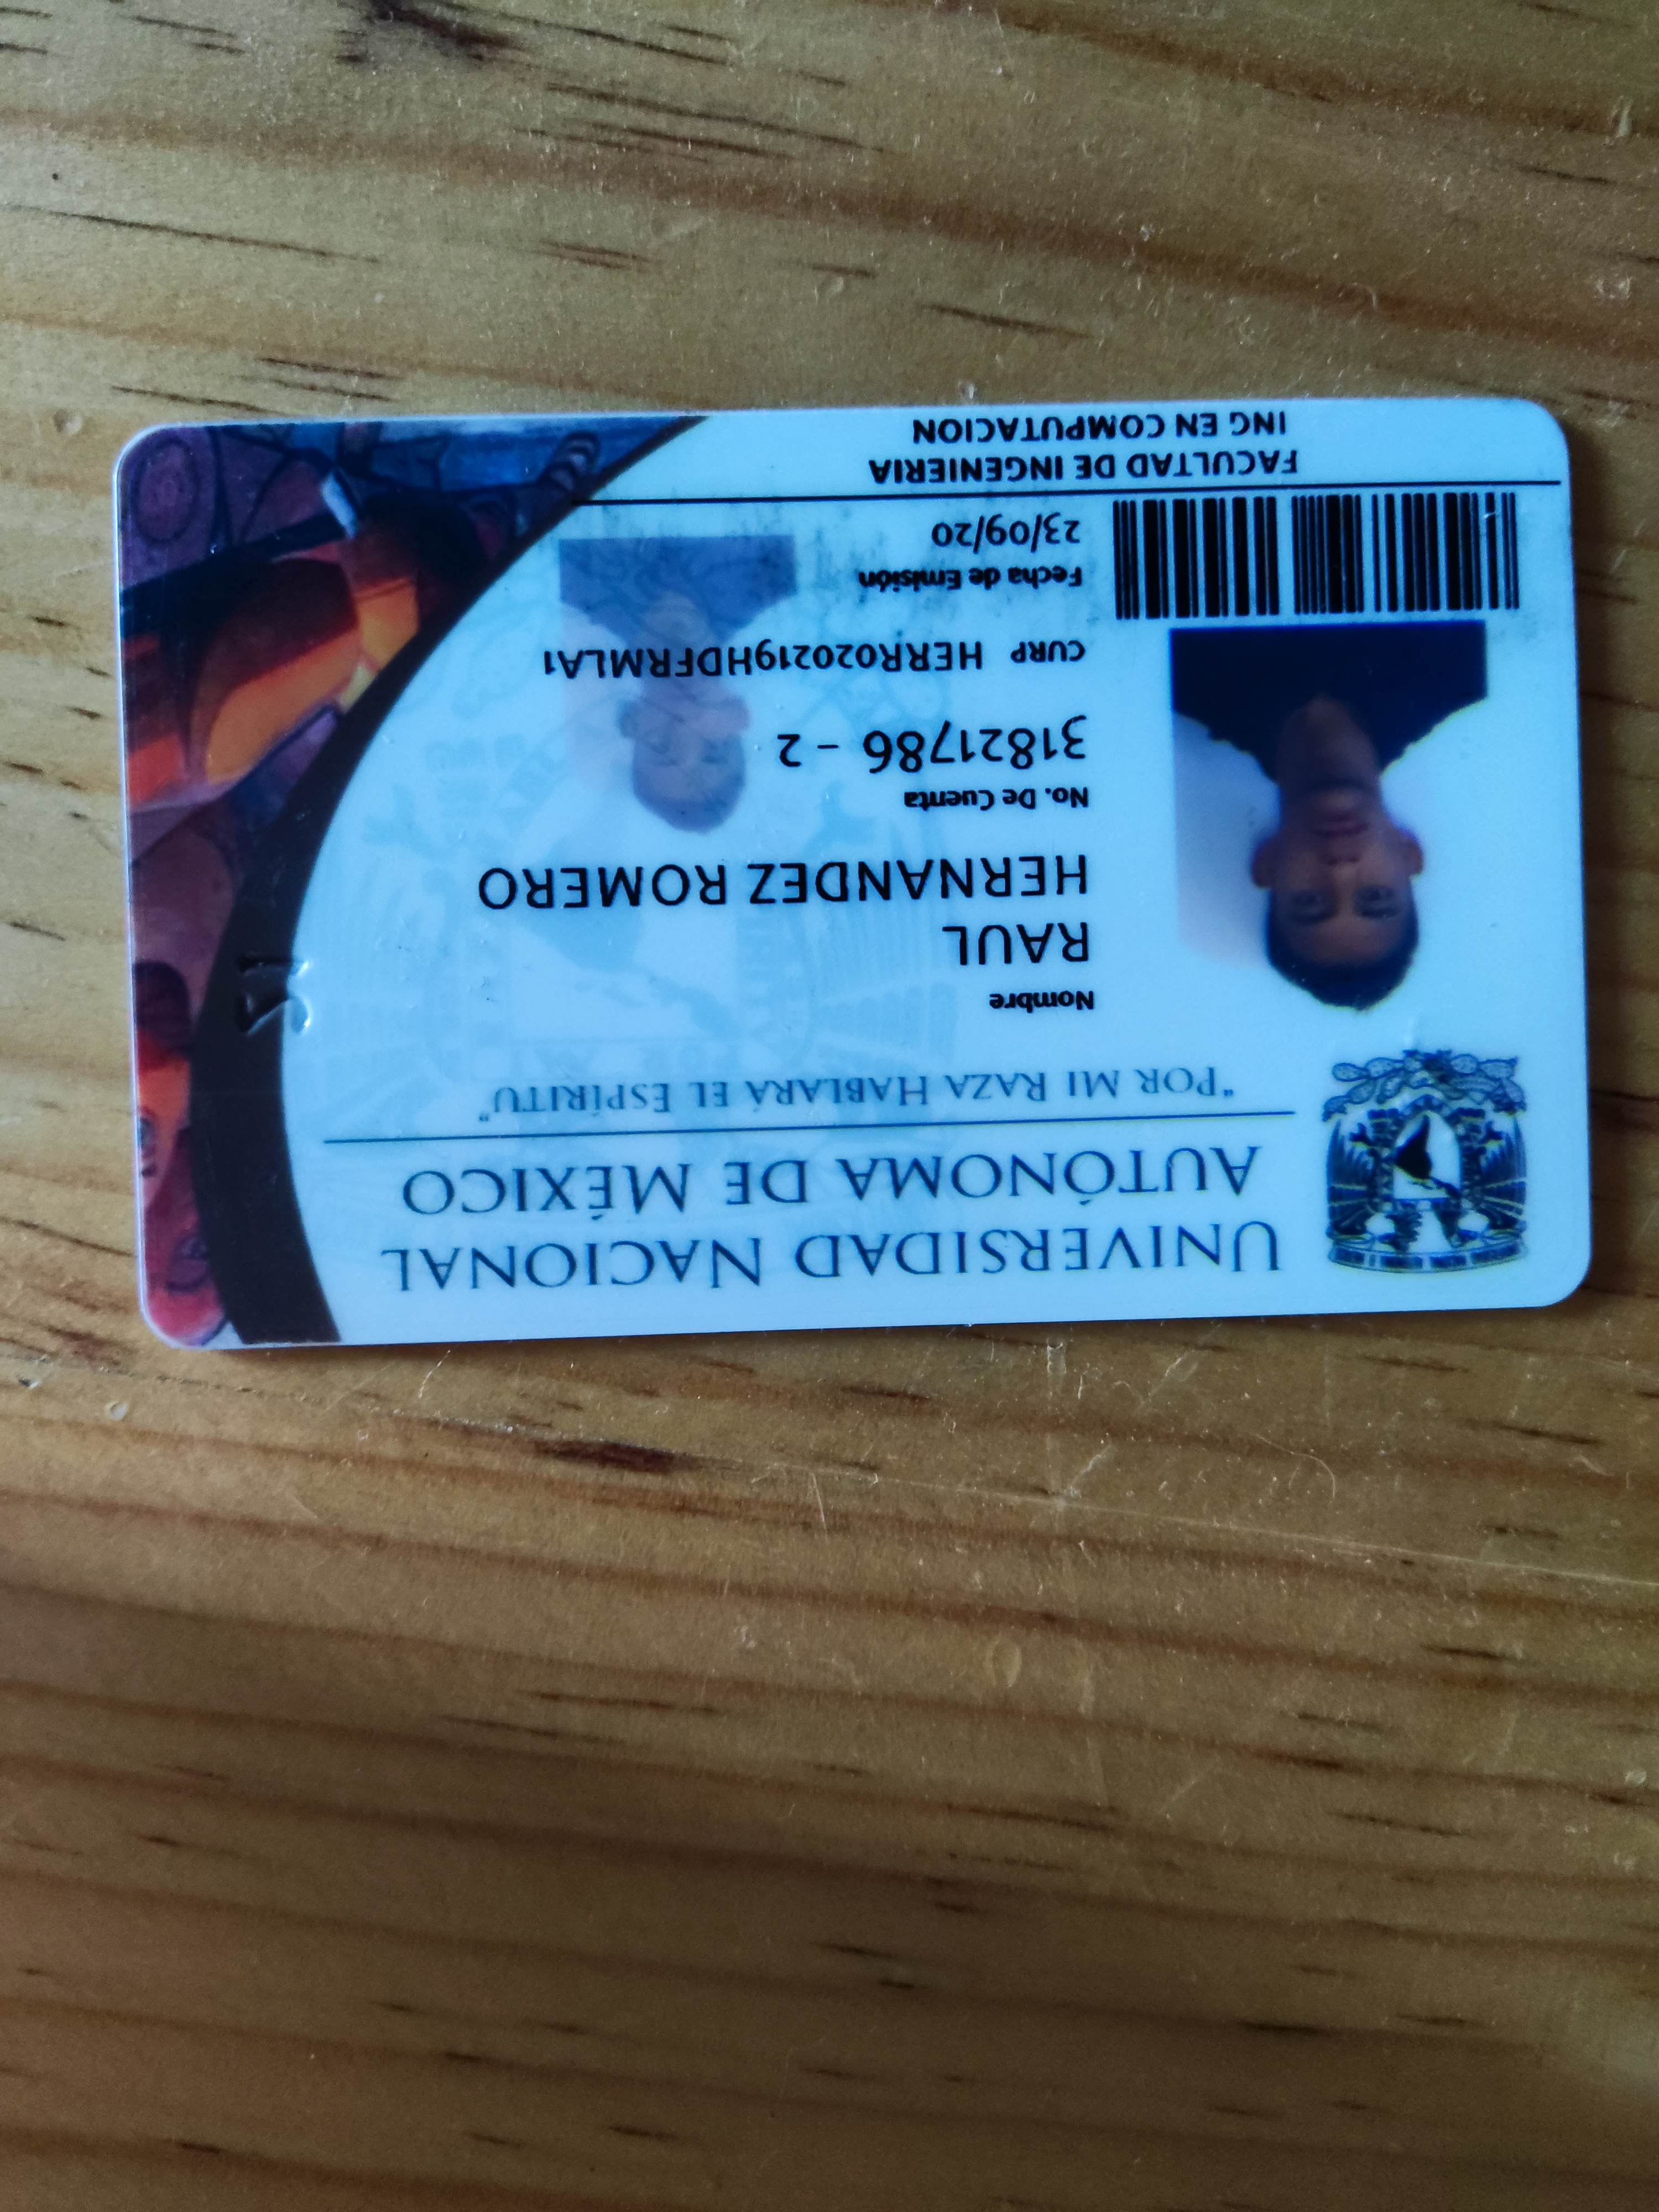 UNIVERSIDAD NACIONAL
AUTÓNOMA DE MÉXICO
"POR MI RAZA HABLARÁ EL ESPÍRITU"
Nombre
RAUL
HERNANDEZ ROMERO
No. De Cuenta
31821786 - 2
CURP HERR020219HDFRMLA1
Fecha de Emisión
23/09/20
FACULTAD DE INGENIERIA
ING EN COMPUTACION